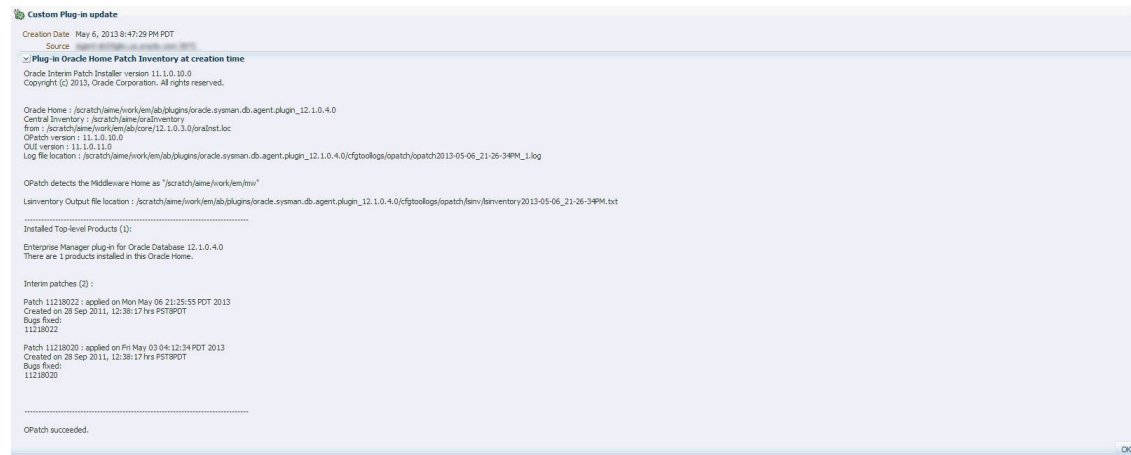 Custom Plug-in update
Creation Date May 6, 2013 8:47:29 PM PDT
Source
Plug-in Oracle Home Patch Inventory at creation time
Oracle Interim Patch Installer version 11.1.0.10.0
Copyright (c) 2013, Oracle Corporation. All rights reserved.
Oracle Home : /scratch/aime/work/em/ab/plugins/oracle.sysman.db.agent.plugin_12.1.0.4.0
Central Inventory : /scratch/aime/oraInventory
from : /scratch/aime/work/em/ab/core/12.1.0.3.0/oraInst.loc
OPatch version : 11.1.0.10.0
OUI version : 11.1.0.11.0
Log file location : /scratch/aime/work/em/ab/plugins/oracle.sysman.db.agent.plugin_12.1.0.4.0/cfgtoollogs/opatch/opatch2013-05-06_21-26-34PM_1.log
OPatch detects the Middleware Home as "/scratch/aime/work/em/mw"
Lsinventory Output file location : /scratch/aime/work/em/ab/plugins/oracle.sysman.db.agent.plugin_12.1.0.4.0/cfgtoollogs/opatch/lsinv/lsinventory2013-05-06_21-26-34PM.txt
--------------------------------------------------------------------------------
Installed Top-level Products (1):
Enterprise Manager plug-in for Oracle Database 12.1.0.4.0
There are 1 products installed in this Oracle Home.
Interim patches (2) :
Patch 11218022 : applied on Mon May 06 21:25:55 PDT 2013
Created on 28 Sep 2011, 12:38:17 hrs PST8PDT
Bugs fixed:
11218022
Patch 11218020 : applied on Fri May 03 04:12:34 PDT 2013
Created on 28 Sep 2011, 12:38:17 hrs PST8PDT
Bugs fixed:
11218020
--------------------------------------------------------------------------------
OPatch succeeded.
OK